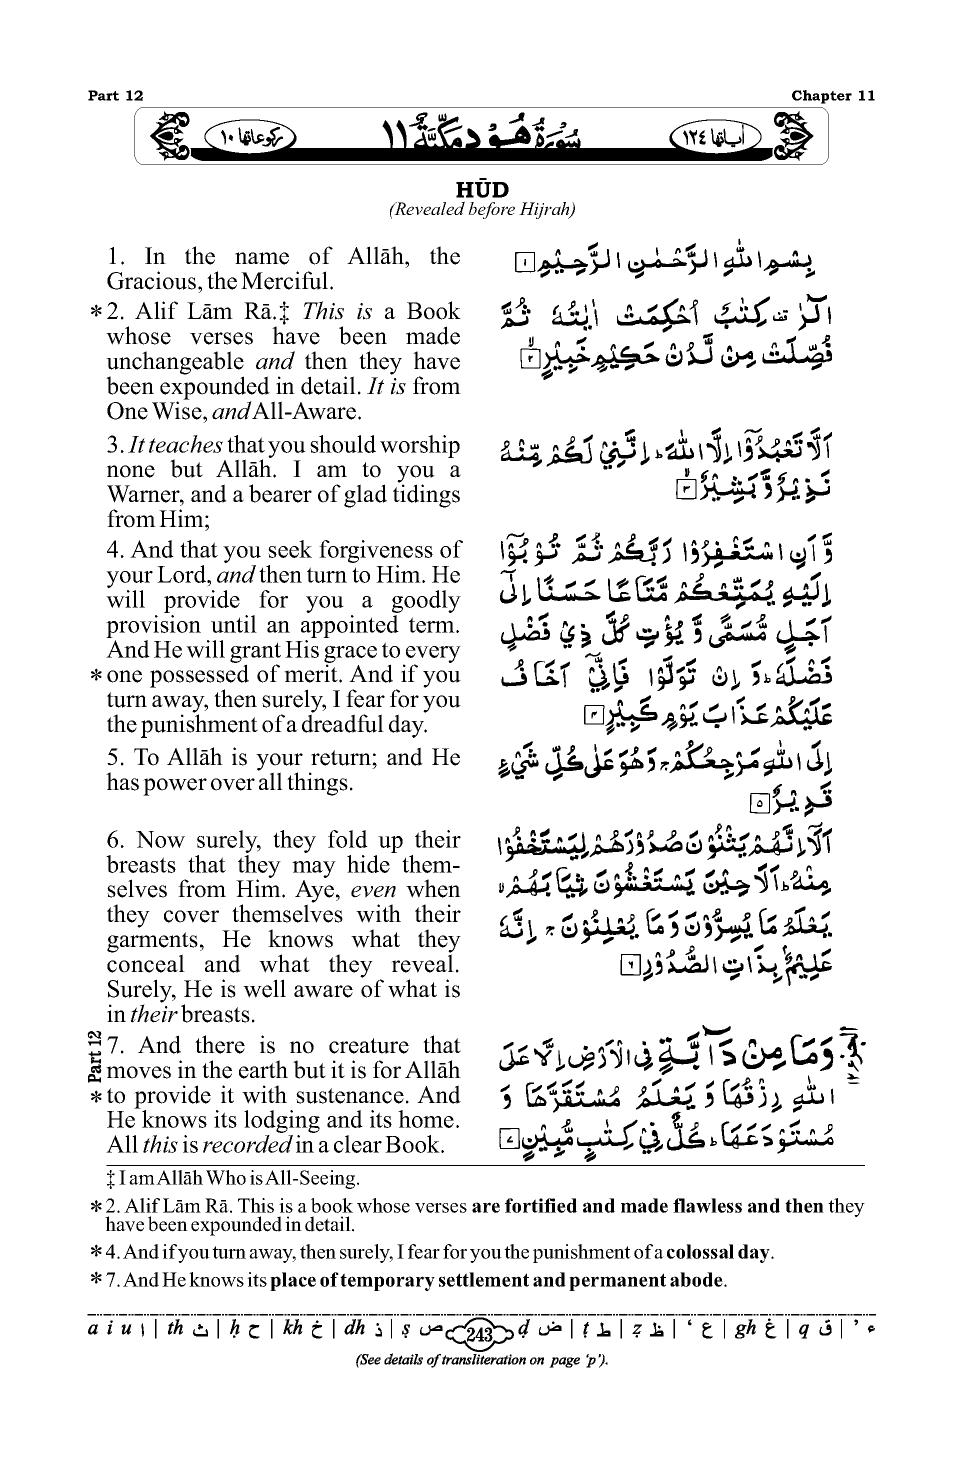 Part 12 Chapter 11
رکوعاتها ۱۰ سُوۡرَةُ هُوۡدٍ مَكِّيَّةٌ ۱۱ اٰیاتها ۱۲٤
HŪD
(Revealed before Hijrah)
1. In the name of Allāh, the
Gracious, the Merciful.
*2. Alif Lām Rā.‡ This is a Book
whose verses have been made
unchangeable and then they have
been expounded in detail. It is from
One Wise, and All-Aware.
3. It teaches that you should worship
none but Allāh. I am to you a
Warner, and a bearer of glad tidings
from Him;
4. And that you seek forgiveness of
your Lord, and then turn to Him. He
will provide for you a goodly
provision until an appointed term.
And He will grant His grace to every
*one possessed of merit. And if you
turn away, then surely, I fear for you
the punishment of a dreadful day.
5. To Allāh is your return; and He
has power over all things.
6. Now surely, they fold up their
breasts that they may hide them-
selves from Him. Aye, even when
they cover themselves with their
garments, He knows what they
conceal and what they reveal.
Surely, He is well aware of what is
in their breasts.
Part 12
7. And there is no creature that
moves in the earth but it is for Allāh
*to provide it with sustenance. And
He knows its lodging and its home.
All this is recorded in a clear Book.
بِسْمِ اللّٰهِ الرَّحْمٰنِ الرَّحِيْمِ ۱
الٓرٰ ۫ كِتٰبٌ اُحْكِمَتْ اٰيٰتُهٗ ثُمَّ
فُصِّلَتْ مِنْ لَّدُنْ حَكِيْمٍ خَبِيْرٍ ۲
اَلَّا تَعْبُدُوْٓا اِلَّا اللّٰهَ ؕ اِنَّنِيْ لَكُمْ مِّنْهُ
نَذِيْرٌ وَّ بَشِيْرٌ ۳
وَّ اَنِ اسْتَغْفِرُوْا رَبَّكُمْ ثُمَّ تُوْبُوْٓا
اِلَيْهِ يُمَتِّعْكُمْ مَّتَاعًا حَسَنًا اِلٰٓى
اَجَلٍ مُّسَمًّى وَّ يُؤْتِ كُلَّ ذِيْ فَضْلٍ
فَضْلَهٗ ؕ وَ اِنْ تَوَلَّوْا فَاِنِّيْٓ اَخَافُ
عَلَيْكُمْ عَذَابَ يَوْمٍ كَبِيْرٍ ۴
اِلَى اللّٰهِ مَرْجِعُكُمْ ۚ وَ هُوَ عَلٰى كُلِّ شَيْءٍ
قَدِيْرٌ ۵
اَلَاۤ اِنَّهُمْ يَثْنُوْنَ صُدُوْرَهُمْ لِيَسْتَخْفُوْا
مِنْهُ ؕ اَلَا حِيْنَ يَسْتَغْشُوْنَ ثِيَابَهُمْ ۙ
يَعْلَمُ مَا يُسِرُّوْنَ وَ مَا يُعْلِنُوْنَ ۚ اِنَّهٗ
عَلِيْمٌۢ بِذَاتِ الصُّدُوْرِ ۶
وَ مَا مِنْ دَآبَّةٍ فِي الْاَرْضِ اِلَّا عَلَى
اللّٰهِ رِزْقُهَا وَ يَعْلَمُ مُسْتَقَرَّهَا وَ
مُسْتَوْدَعَهَا ؕ كُلٌّ فِيْ كِتٰبٍ مُّبِيْنٍ ۷
‡ I am Allāh Who is All-Seeing.
* 2. Alif Lām Rā. This is a book whose verses are fortified and made flawless and then they
have been expounded in detail.
* 4. And if you turn away, then surely, I fear for you the punishment of a colossal day.
* 7. And He knows its place of temporary settlement and permanent abode.
a i u ا | th ث | ḥ ح | kh خ | dh ذ | ṣ ص 243 ḍ ض | ṭ ط | ẓ ظ | ‘ ع | gh غ | q ق | ’ ء
(See details of transliteration on page ‘p’).